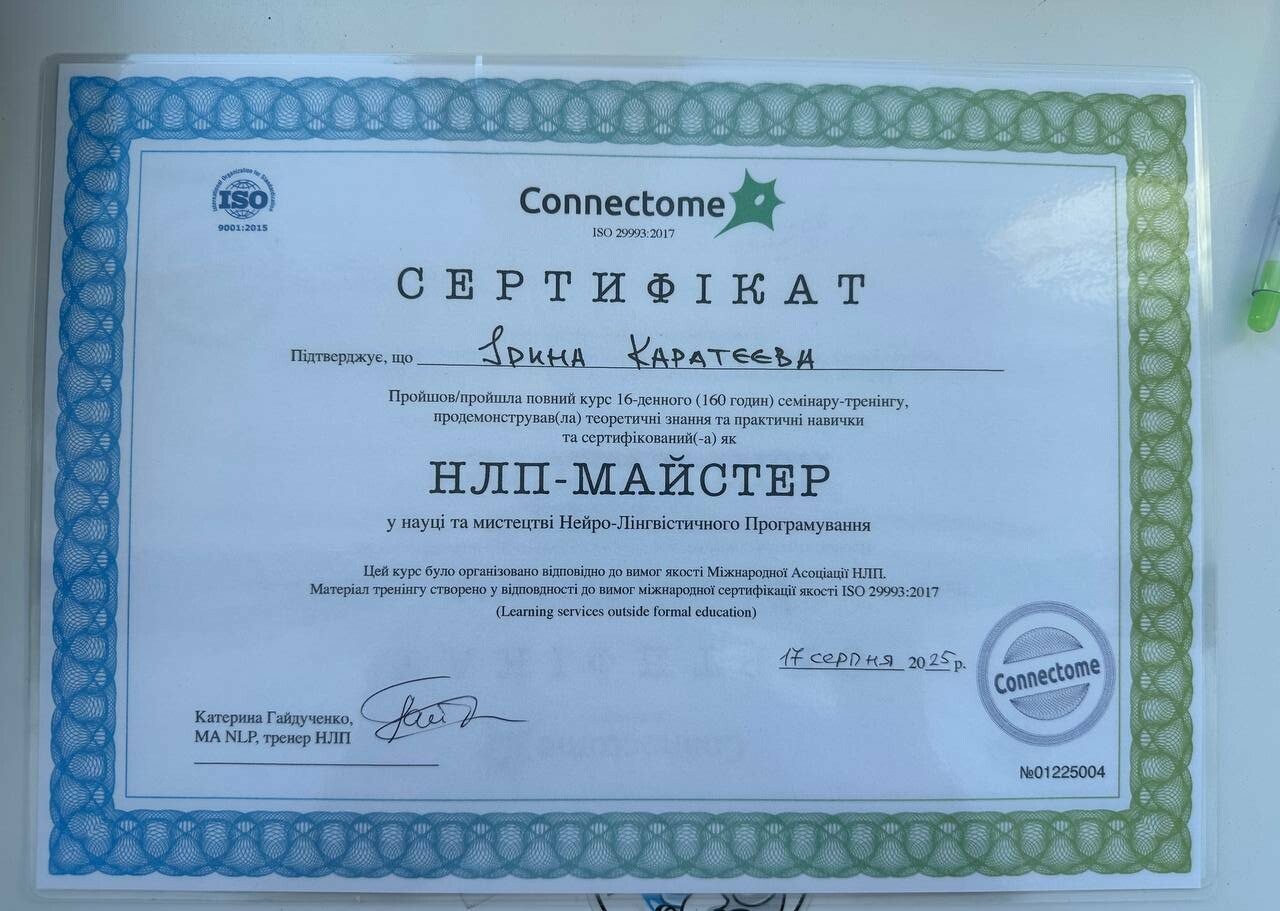 International Organization for Standardization
ISO
9001:2015
Connectome
ISO 29993:2017
СЕРТИФІКАТ
Підтверджує, що Ірина Каратєєва
Пройшов/пройшла повний курс 16-денного (160 годин) семінару-тренінгу,
продемонстрував(ла) теоретичні знання та практичні навички
та сертифікований(-а) як
НЛП-МАЙСТЕР
у науці та мистецтві Нейро-Лінгвістичного Програмування
Цей курс було організовано відповідно до вимог якості Міжнародної Асоціації НЛП.
Матеріал тренінгу створено у відповдності до вимог міжнародної сертифікації якості ISO 29993:2017
(Learning services outside formal education)
17 серпня 2025 р.
Connectome
Катерина Гайдученко,
MA NLP, тренер НЛП
№01225004